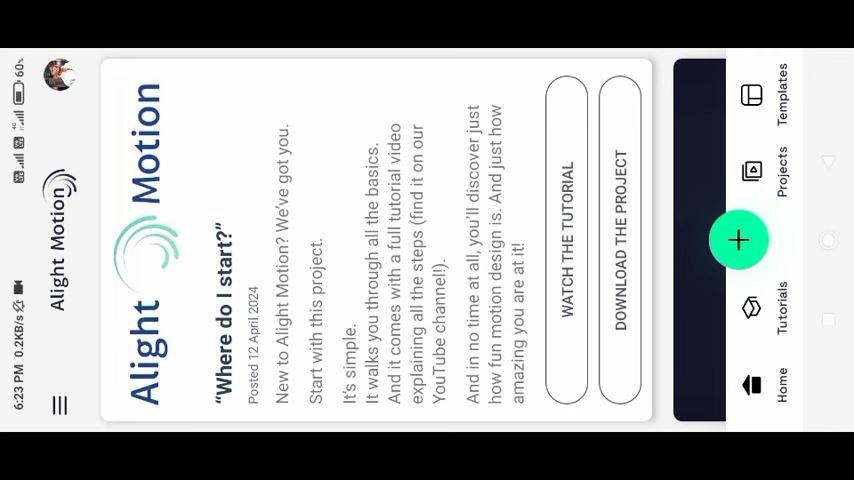 6:23 PM 0.2KB/s 4G 60%
Alight Motion
Alight Motion
“Where do I start?”
Posted 12 April 2024
New to Alight Motion? We’ve got you.
Start with this project.
It’s simple.
It walks you through all the basics.
And it comes with a full tutorial video
explaining all the steps (find it on our
YouTube channel!).
And in no time at all, you’ll discover just
how fun motion design is. And just how
amazing you are at it!
WATCH THE TUTORIAL
DOWNLOAD THE PROJECT
Home
Tutorials
Projects
Templates